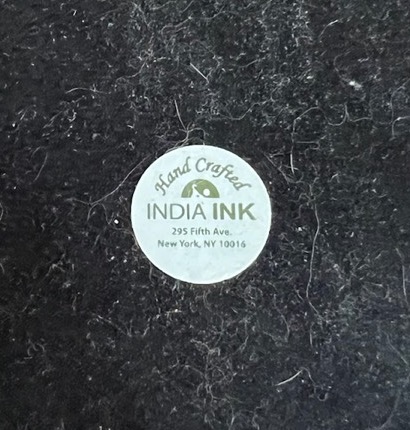 Hand Crafted
INDIA INK
295 Fifth Ave.
New York, NY 10016